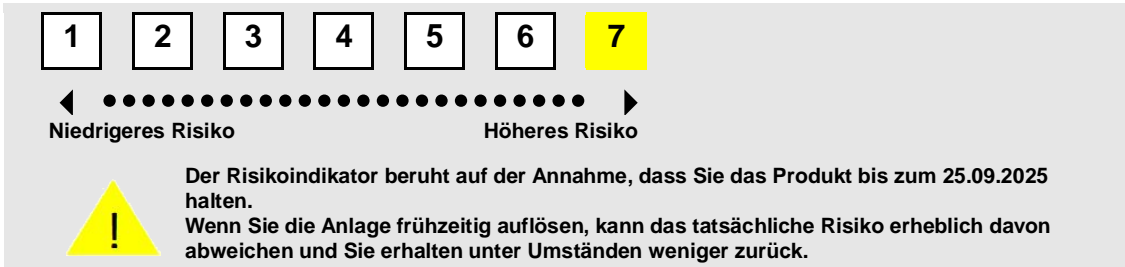 1 2 3 4 5 6 7
Niedrigeres Risiko Höheres Risiko
Der Risikoindikator beruht auf der Annahme, dass Sie das Produkt bis zum 25.09.2025
halten.
Wenn Sie die Anlage frühzeitig auflösen, kann das tatsächliche Risiko erheblich davon
abweichen und Sie erhalten unter Umständen weniger zurück.
!